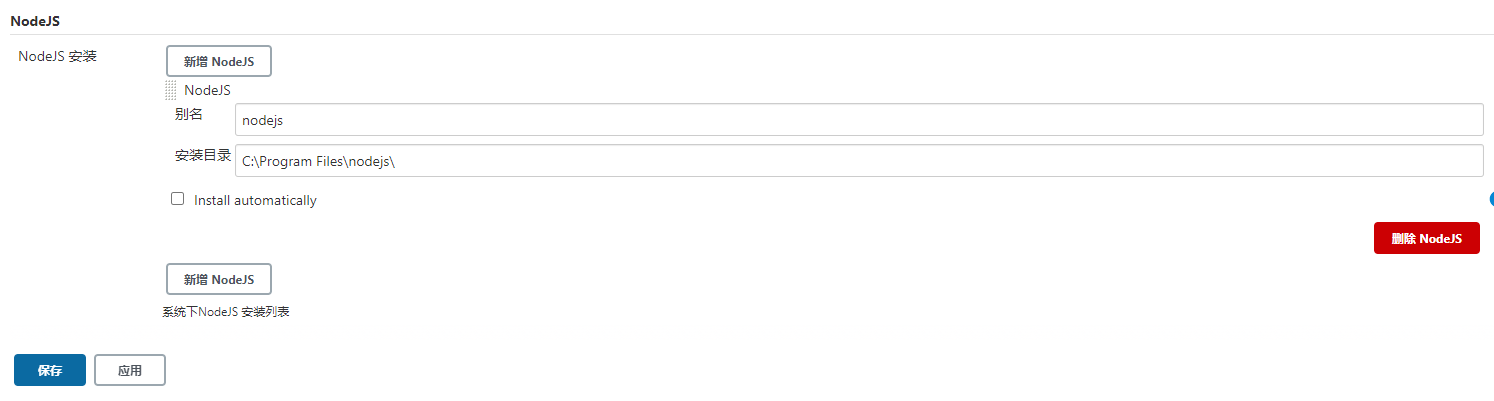 NodeJS
NodeJS 安装
新增 NodeJS
NodeJS
别名
nodejs
安装目录
C:\Program Files\nodejs\
Install automatically
删除 NodeJS
新增 NodeJS
系统下NodeJS 安装列表
保存
应用